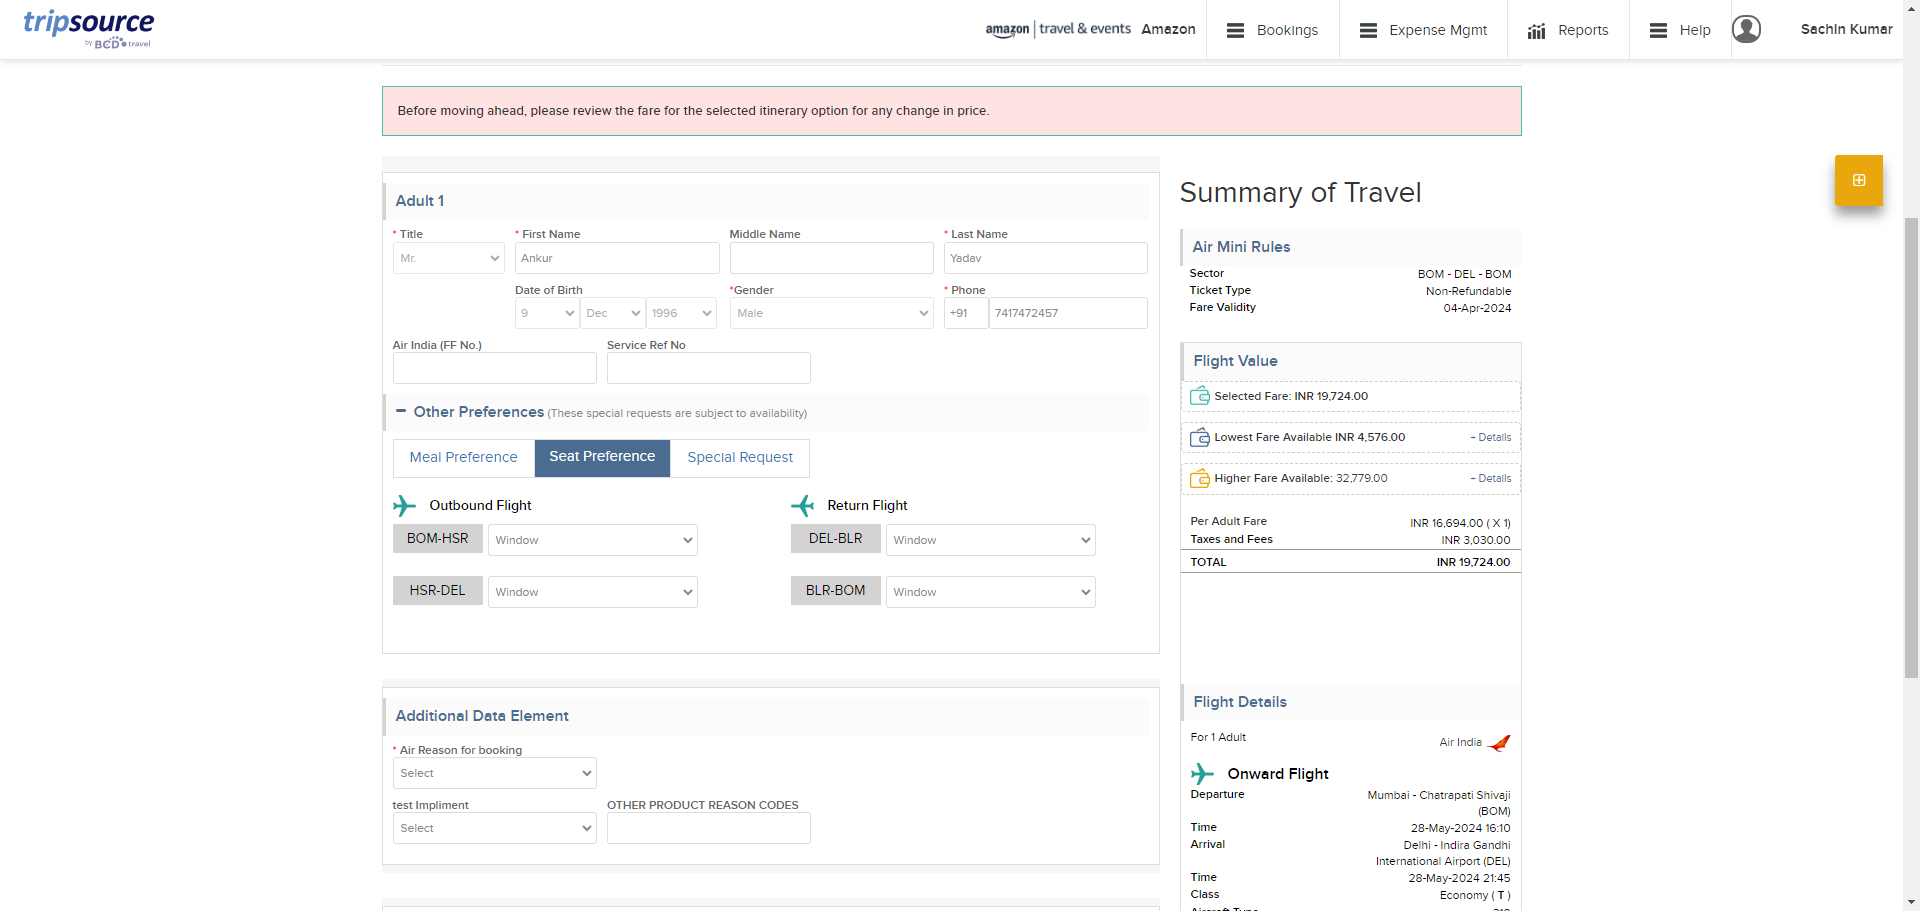 tripsource
by BCD travel
amazon | travel & events Amazon
Bookings
Expense Mgmt
Reports
Help
Sachin Kumar
Before moving ahead, please review the fare for the selected itinerary option for any change in price.
Adult 1
* Title
* First Name
Middle Name
* Last Name
Mr.
Ankur
Yadav
Date of Birth
*Gender
* Phone
9
Dec
1996
Male
+91
7417472457
Air India (FF No.)
Service Ref No
Other Preferences (These special requests are subject to availability)
Meal Preference
Seat Preference
Special Request
Outbound Flight
Return Flight
BOM-HSR
Window
DEL-BLR
Window
HSR-DEL
Window
BLR-BOM
Window
Additional Data Element
* Air Reason for booking
Select
test Impliment
OTHER PRODUCT REASON CODES
Select
Summary of Travel
Air Mini Rules
Sector BOM - DEL - BOM
Ticket Type Non-Refundable
Fare Validity 04-Apr-2024
Flight Value
Selected Fare: INR 19,724.00
Lowest Fare Available INR 4,576.00 + Details
Higher Fare Available: 32,779.00 + Details
Per Adult Fare INR 16,694.00 ( X 1)
Taxes and Fees INR 3,030.00
TOTAL INR 19,724.00
Flight Details
For 1 Adult Air India
Onward Flight
Departure Mumbai - Chatrapati Shivaji
(BOM)
Time 28-May-2024 16:10
Arrival Delhi - Indira Gandhi
International Airport (DEL)
Time 28-May-2024 21:45
Class Economy ( T )